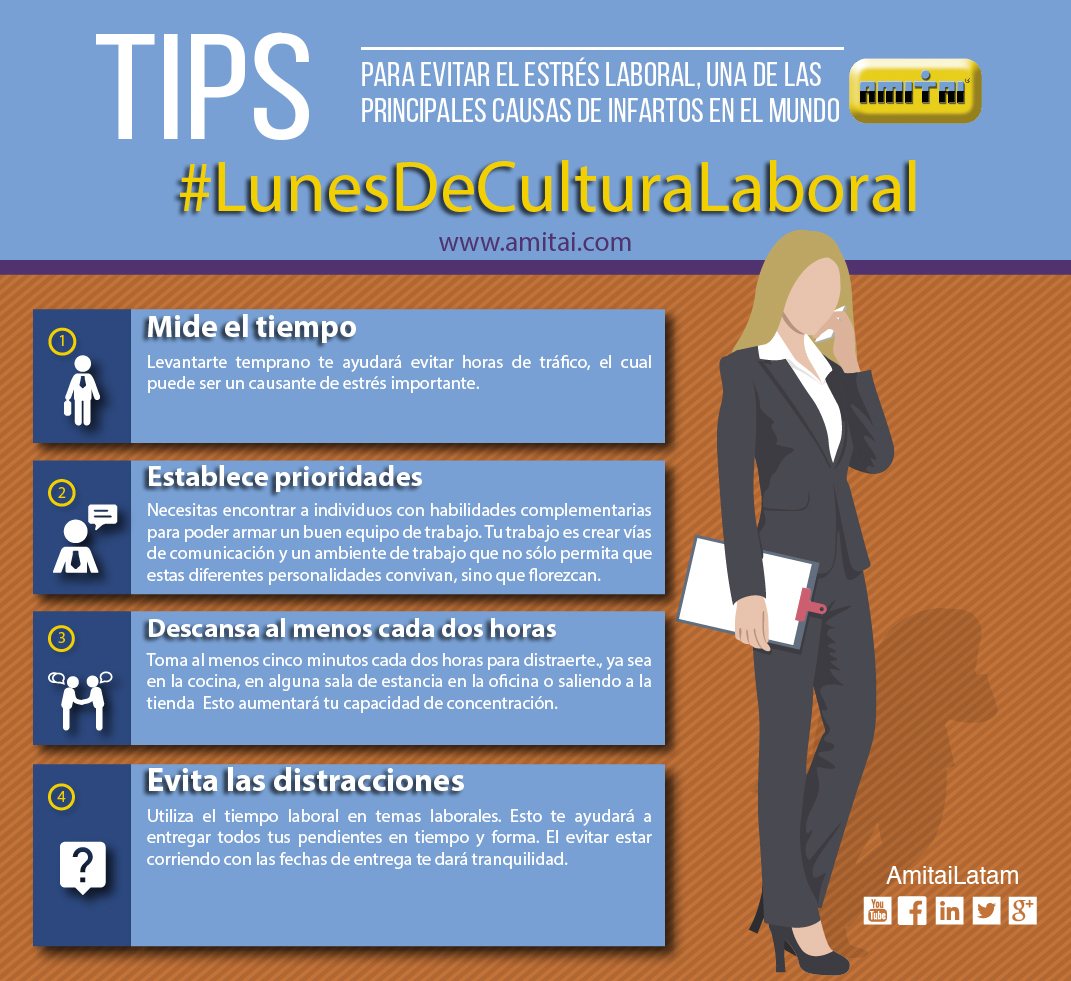 TIPS
PARA EVITAR EL ESTRÉS LABORAL, UNA DE LAS
PRINCIPALES CAUSAS DE INFARTOS EN EL MUNDO
AMITAI
#LunesDeCulturaLaboral
www.amitai.com
1
Mide el tiempo
Levantarte temprano te ayudará evitar horas de tráfico, el cual
puede ser un causante de estrés importante.
2
Establece prioridades
Necesitas encontrar a individuos con habilidades complementarias
para poder armar un buen equipo de trabajo. Tu trabajo es crear vías
de comunicación y un ambiente de trabajo que no sólo permita que
estas diferentes personalidades convivan, sino que florezcan.
3
Descansa al menos cada dos horas
Toma al menos cinco minutos cada dos horas para distraerte., ya sea
en la cocina, en alguna sala de estancia en la oficina o saliendo a la
tienda  Esto aumentará tu capacidad de concentración.
4
Evita las distracciones
Utiliza el tiempo laboral en temas laborales. Esto te ayudará a
entregar todos tus pendientes en tiempo y forma. El evitar estar
corriendo con las fechas de entrega te dará tranquilidad.
?
AmitaiLatam
You Tube f in g+